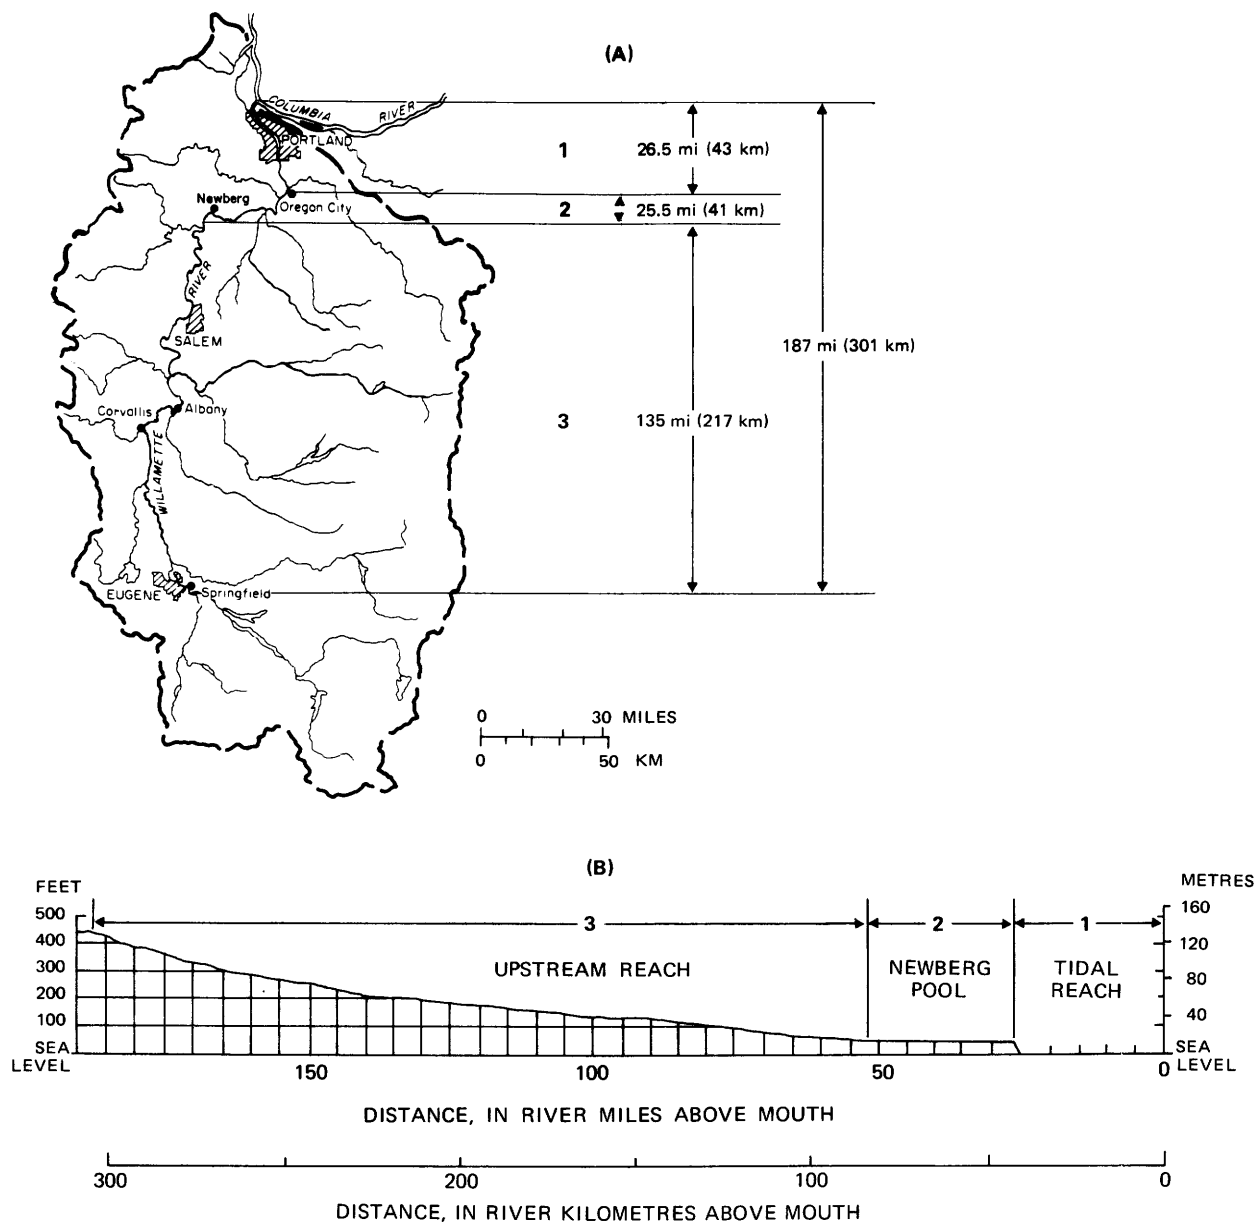 (A)
COLUMBIA
RIVER
PORTLAND
1
26.5 mi (43 km)
Newberg
Oregon City
2
25.5 mi (41 km)
RIVER
SALEM
187 mi (301 km)
Corvallis
Albany
3
135 mi (217 km)
WILLAMETTE
EUGENE
Springfield
0 30 MILES
0 50 KM
(B)
FEET
METRES
500
400
300
200
100
SEA
LEVEL
3
2
1
160
120
80
40
SEA
LEVEL
UPSTREAM REACH
NEWBERG
POOL
TIDAL
REACH
150 100 50 0
DISTANCE, IN RIVER MILES ABOVE MOUTH
300 200 100 0
DISTANCE, IN RIVER KILOMETRES ABOVE MOUTH